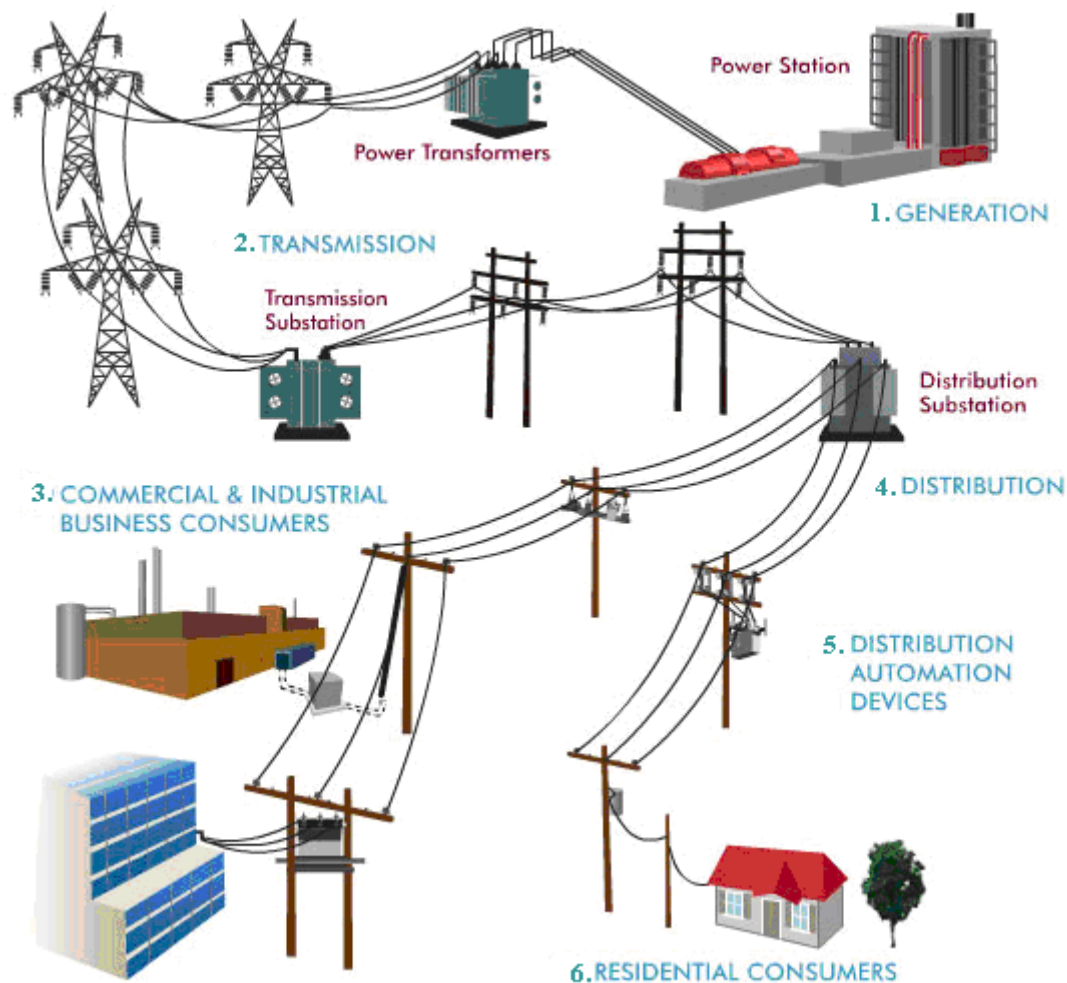 Power Station
Power Transformers
1. GENERATION
2. TRANSMISSION
Transmission
Substation
Distribution
Substation
3. COMMERCIAL & INDUSTRIAL
BUSINESS CONSUMERS
4. DISTRIBUTION
5. DISTRIBUTION
AUTOMATION
DEVICES
6. RESIDENTIAL CONSUMERS